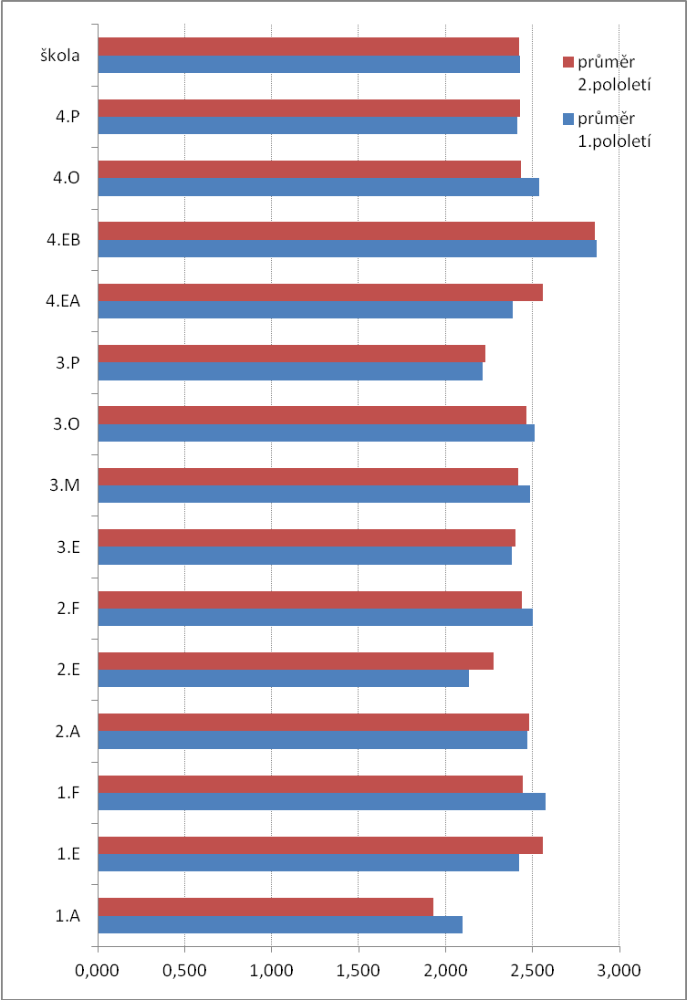 škola
4.P
4.O
4.EB
4.EA
3.P
3.O
3.M
3.E
2.F
2.E
2.A
1.F
1.E
1.A
0,000 0,500 1,000 1,500 2,000 2,500 3,000
průměr
2.pololetí
průměr
1.pololetí